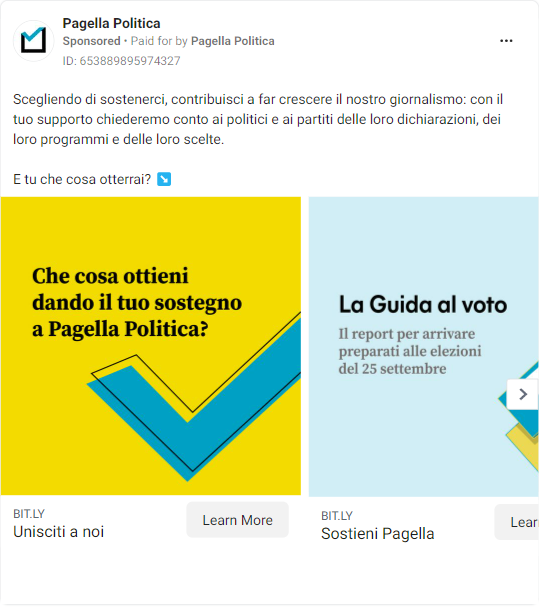 Pagella Politica
Sponsored • Paid for by Pagella Politica
ID: 653889895974327
Scegliendo di sostenerci, contribuisci a far crescere il nostro giornalismo: con il
tuo supporto chiederemo conto ai politici e ai partiti delle loro dichiarazioni, dei
loro programmi e delle loro scelte.
E tu che cosa otterrai? ↘️
Che cosa ottieni
dando il tuo sostegno
a Pagella Politica?
La Guida al voto
Il report per arrivare
preparati alle elezioni
del 25 settembre
BIT.LY
Unisciti a noi
Learn More
BIT.LY
Sostieni Pagella
Lear